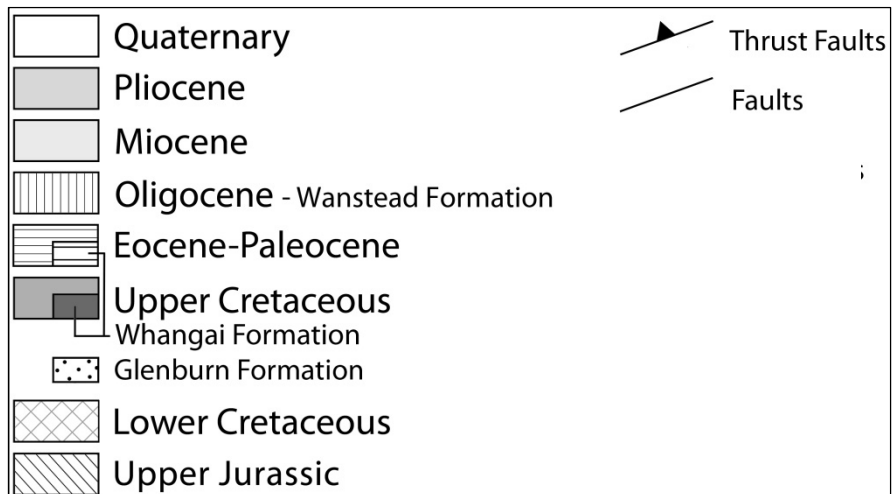 Quaternary
Pliocene
Miocene
Oligocene - Wanstead Formation
Eocene-Paleocene
Upper Cretaceous
Whangai Formation
Glenburn Formation
Lower Cretaceous
Upper Jurassic
Thrust Faults
Faults